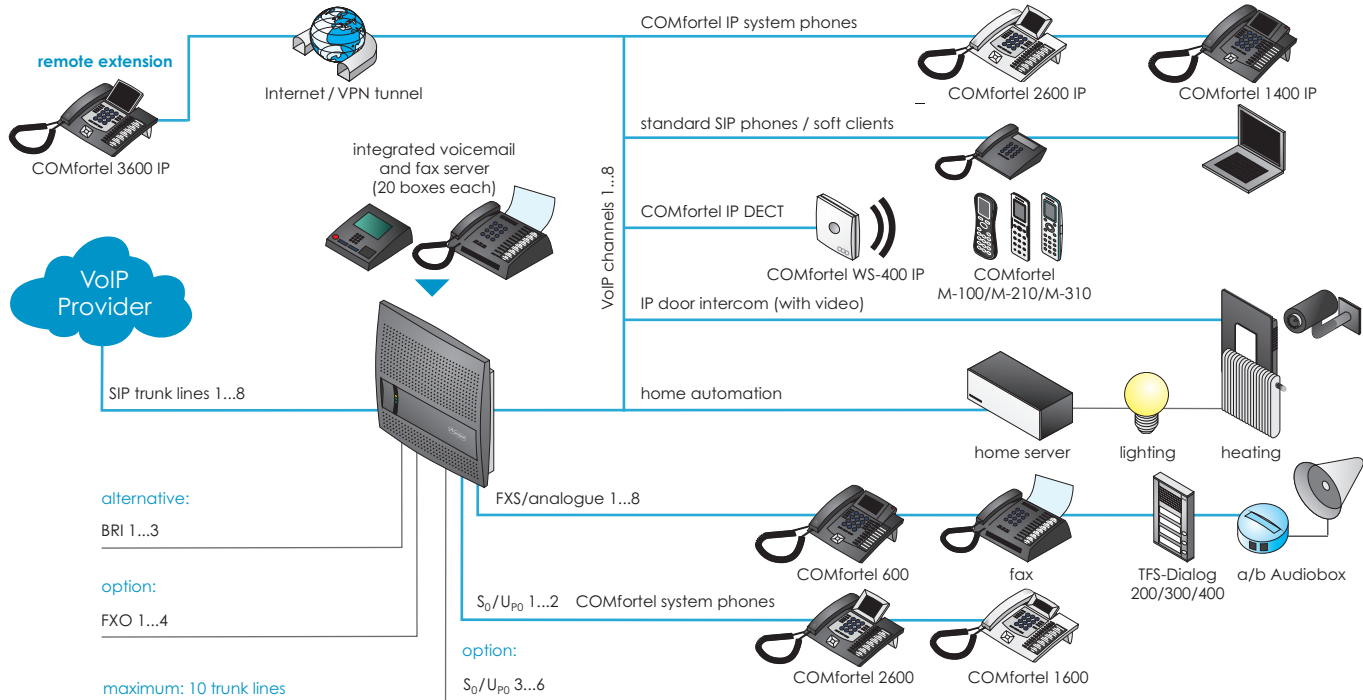 COMfortel IP system phones
remote extension
Internet / VPN tunnel
COMfortel 2600 IP
COMfortel 1400 IP
COMfortel 3600 IP
standard SIP phones / soft clients
integrated voicemail
and fax server
(20 boxes each)
VoIP channels 1...8
COMfortel IP DECT
COMfortel WS-400 IP
COMfortel
M-100/M-210/M-310
VoIP
Provider
IP door intercom (with video)
SIP trunk lines 1...8
home automation
home server
lighting
heating
alternative:
BRI 1...3
FXS/analogue 1...8
COMfortel 600
fax
TFS-Dialog
200/300/400
a/b Audiobox
option:
FXO 1...4
S0/UP0 1...2
COMfortel system phones
COMfortel 2600
COMfortel 1600
option:
S0/UP0 3...6
maximum: 10 trunk lines